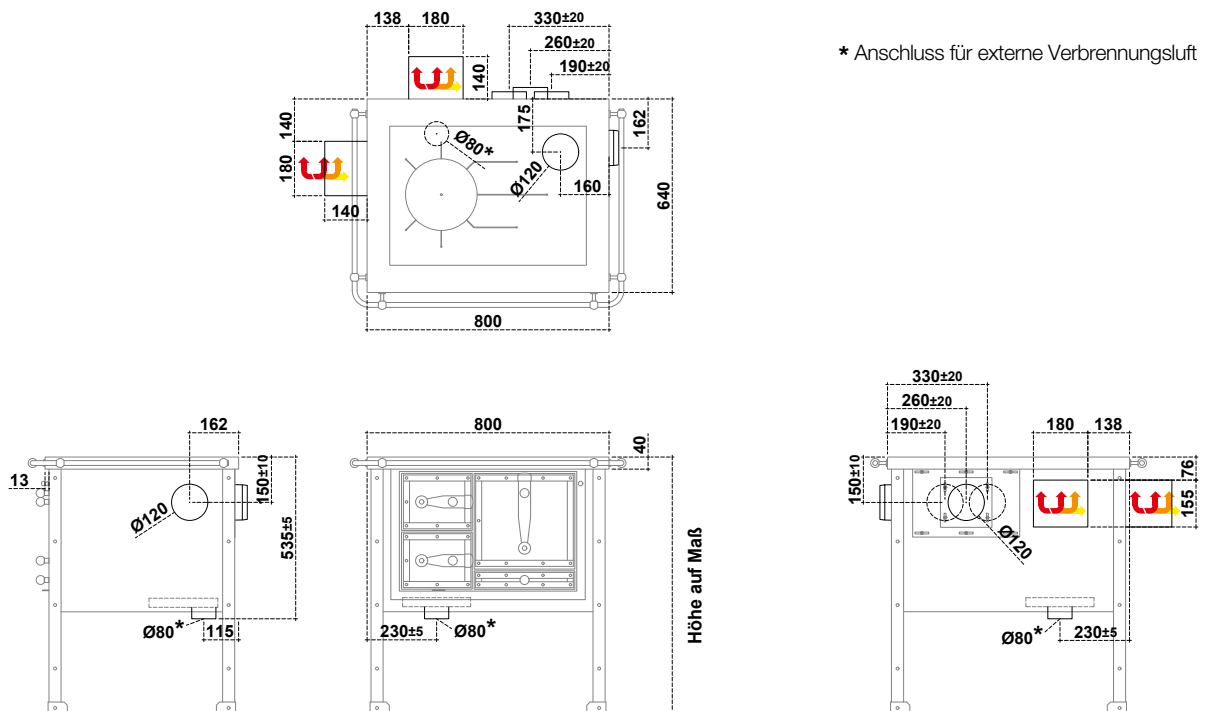 138 180 330±20
260±20
190±20
* Anschluss für externe Verbrennungsluft
140
140
175
162
Ø80*
Ø120
180
160
140
640
800
162
13
150±10
Ø120
535±5
Ø80*
115
800
40
Höhe auf Maß
230±5
Ø80*
330±20
260±20
190±20
180 138
150±10
76
155
Ø120
Ø80*
230±5